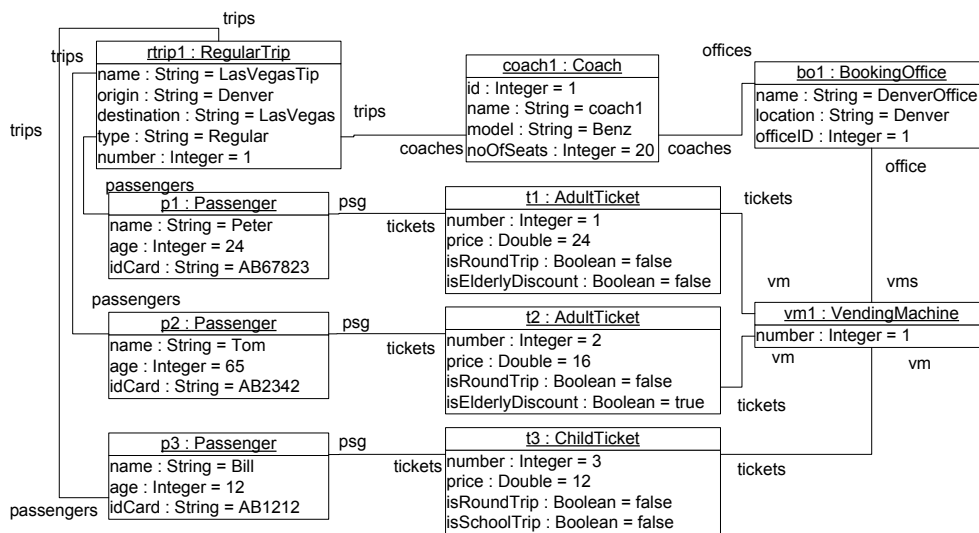 trips
trips
rtrip1 : RegularTrip
name : String = LasVegasTip
origin : String = Denver
destination : String = LasVegas
type : String = Regular
number : Integer = 1
trips
trips
coaches
coach1 : Coach
id : Integer = 1
name : String = coach1
model : String = Benz
noOfSeats : Integer = 20
offices
coaches
bo1 : BookingOffice
name : String = DenverOffice
location : String = Denver
officeID : Integer = 1
office
passengers
p1 : Passenger
name : String = Peter
age : Integer = 24
idCard : String = AB67823
psg
tickets
t1 : AdultTicket
number : Integer = 1
price : Double = 24
isRoundTrip : Boolean = false
isElderlyDiscount : Boolean = false
tickets
vm
vms
passengers
p2 : Passenger
name : String = Tom
age : Integer = 65
idCard : String = AB2342
psg
tickets
t2 : AdultTicket
number : Integer = 2
price : Double = 16
isRoundTrip : Boolean = false
isElderlyDiscount : Boolean = true
vm1 : VendingMachine
number : Integer = 1
vm
vm
tickets
p3 : Passenger
name : String = Bill
age : Integer = 12
idCard : String = AB1212
passengers
psg
tickets
t3 : ChildTicket
number : Integer = 3
price : Double = 12
isRoundTrip : Boolean = false
isSchoolTrip : Boolean = false
tickets